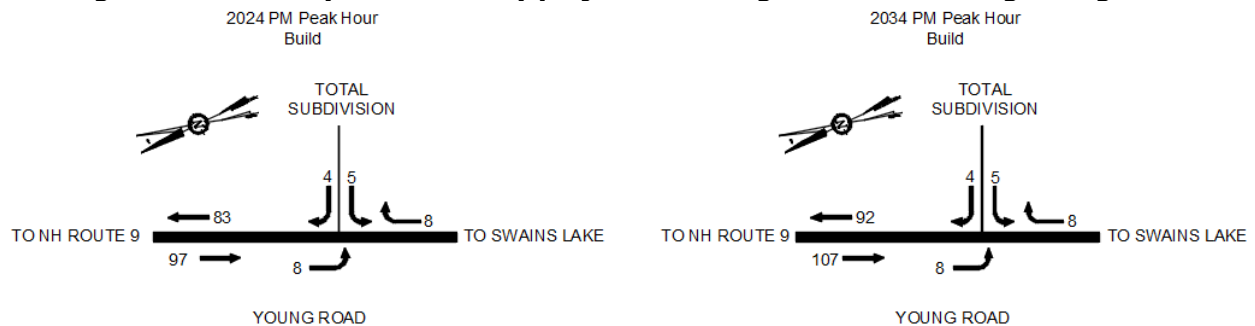 2024 PM Peak Hour
Build
TOTAL
SUBDIVISION
N
4 5
83
8
TO NH ROUTE 9
TO SWAINS LAKE
97
8
YOUNG ROAD
2034 PM Peak Hour
Build
TOTAL
SUBDIVISION
N
4 5
92
8
TO NH ROUTE 9
TO SWAINS LAKE
107
8
YOUNG ROAD